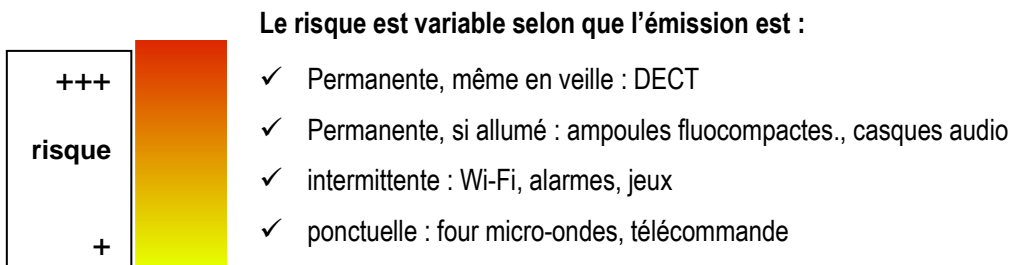 Le risque est variable selon que l’émission est :
+++
risque
+
✓ Permanente, même en veille : DECT
✓ Permanente, si allumé : ampoules fluocompactes., casques audio
✓ intermittente : Wi-Fi, alarmes, jeux
✓ ponctuelle : four micro-ondes, télécommande